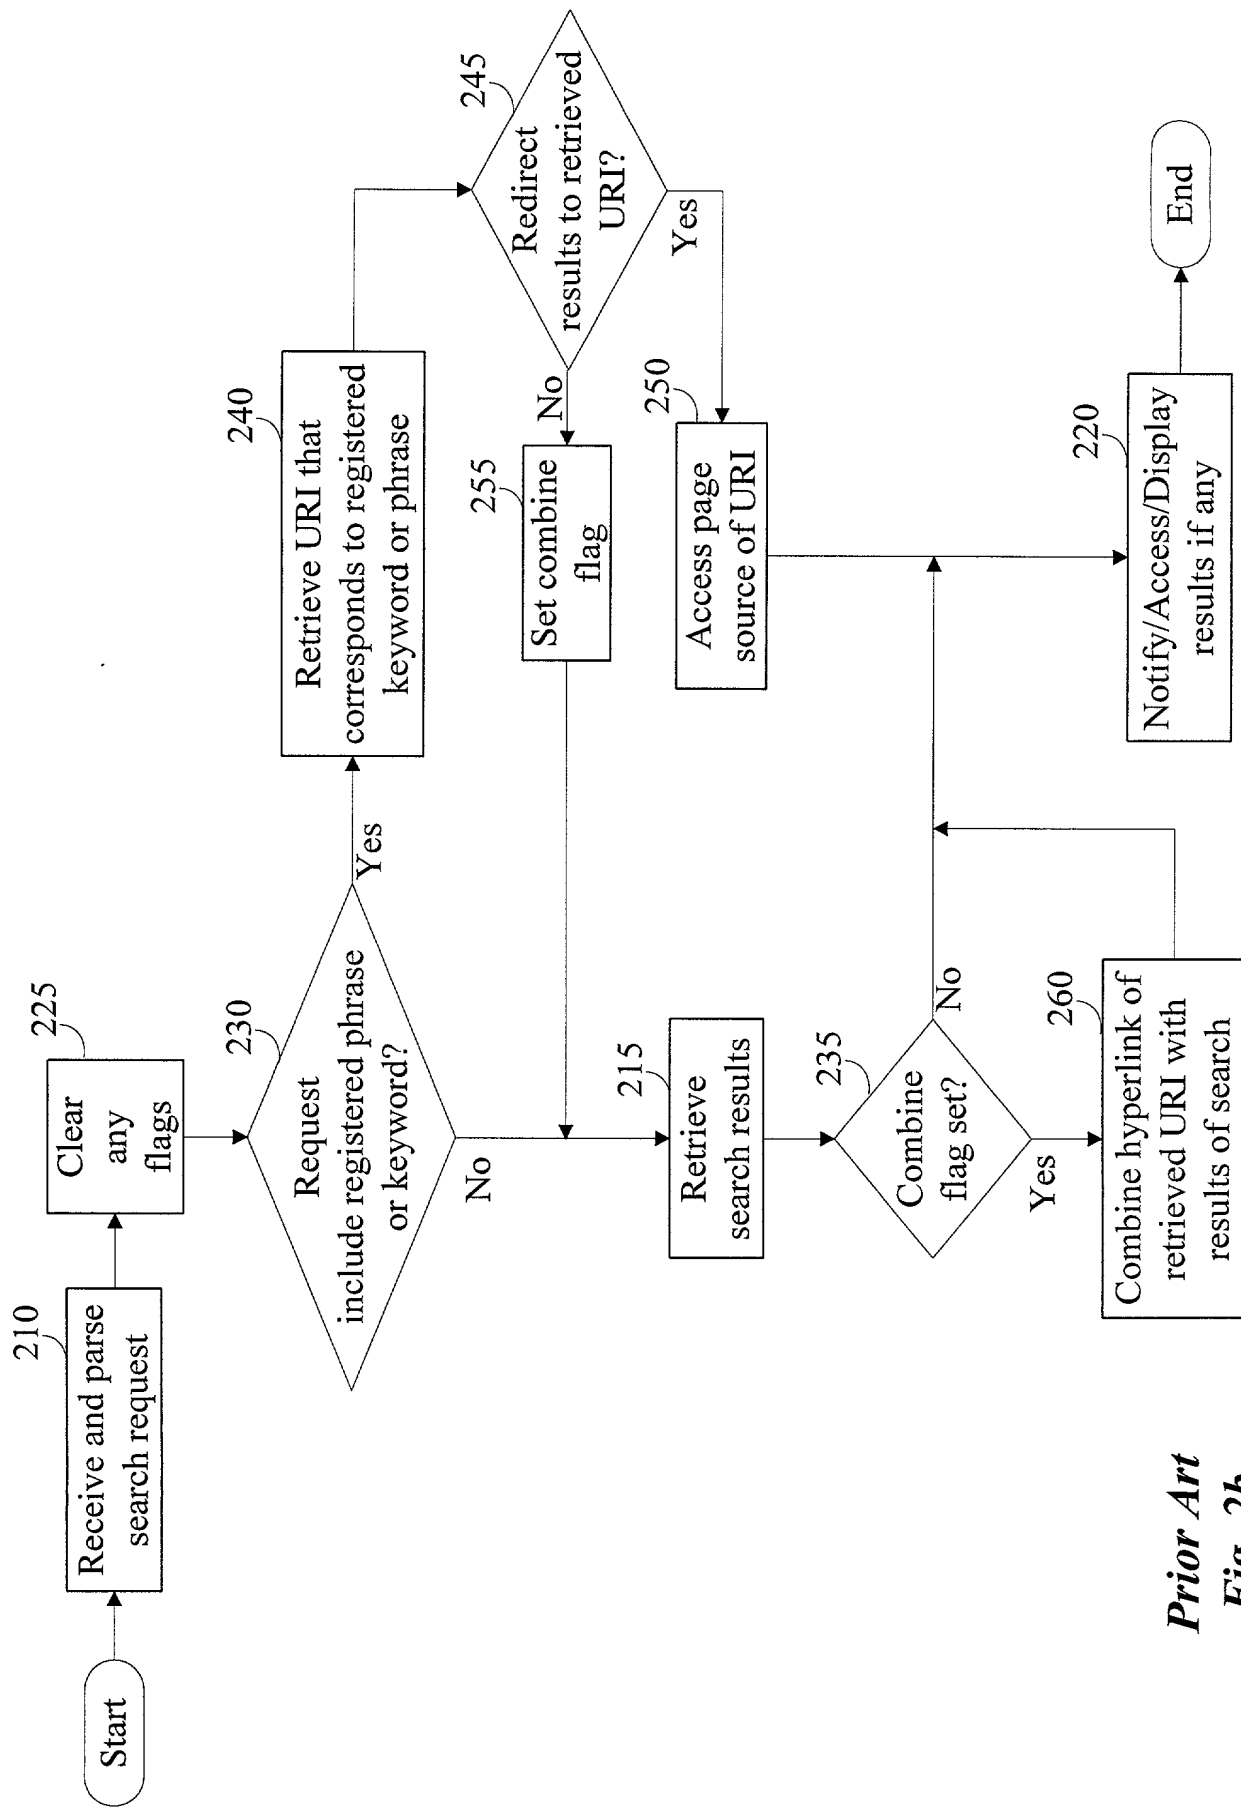 Start
210
Receive and parse
search request
225
Clear
any
flags
230
Request
include registered phrase
or keyword?
Yes
No
240
Retrieve URI that
corresponds to registered
keyword or phrase
245
Redirect
results to retrieved
URI?
No
Yes
255
Set combine
flag
250
Access page
source of URI
215
Retrieve
search results
235
Combine
flag set?
No
Yes
260
Combine hyperlink of
retrieved URI with
results of search
220
Notify/Access/Display
results if any
End
Prior Art
Fig. 2b